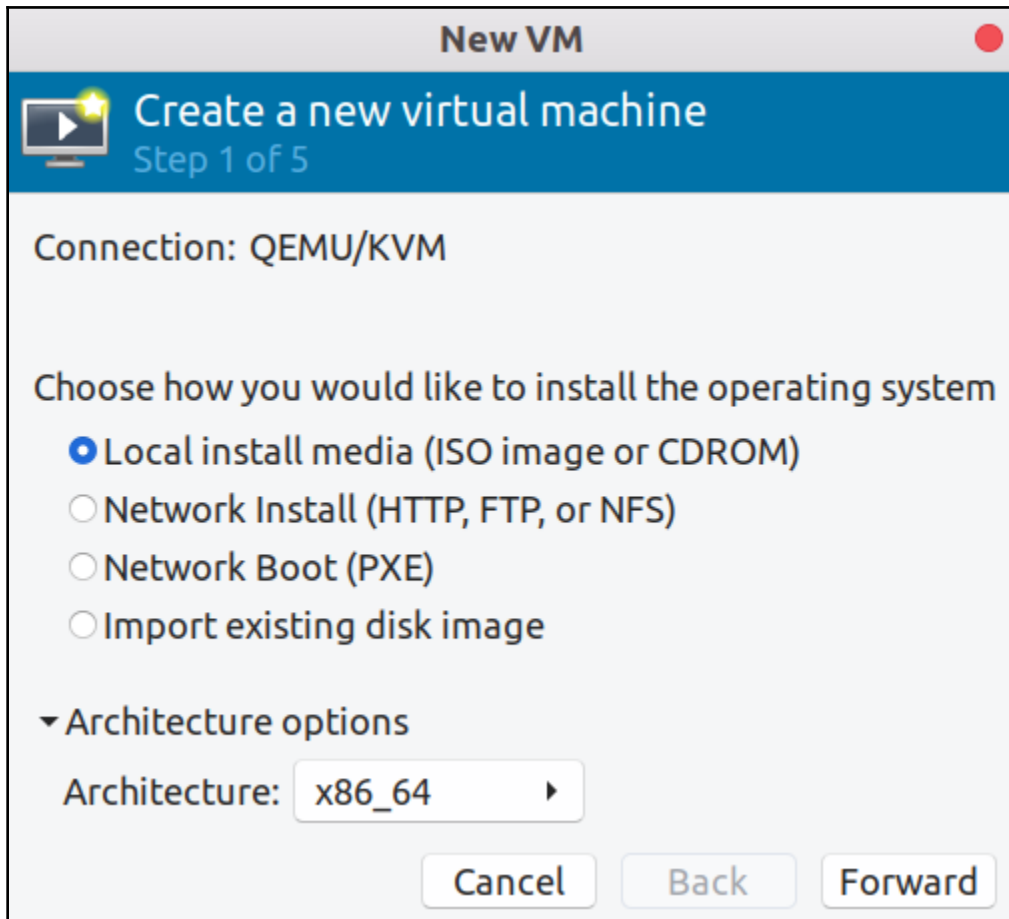 New VM
Create a new virtual machine
Step 1 of 5
Connection: QEMU/KVM
Choose how you would like to install the operating system
Local install media (ISO image or CDROM)
Network Install (HTTP, FTP, or NFS)
Network Boot (PXE)
Import existing disk image
Architecture options
Architecture: x86_64
Cancel Back Forward